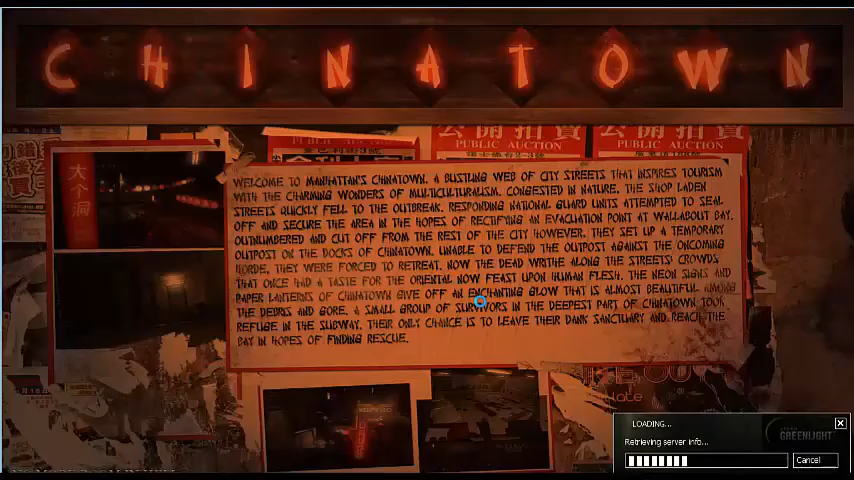 CHINATOWN
公開拍賣
PUBLIC AUCTION
公開拍賣
PUBLIC AUCTION
PUBLIC AUCTION
大个洞
WELCOME TO MANHATTAN'S CHINATOWN. A BUSTLING WEB OF CITY STREETS THAT INSPIRES TOURISM
WITH THE CHARMING WONDERS OF MULTICULTURALISM. CONGESTED IN NATURE, THE SHOP LADEN
STREETS QUICKLY FELL TO THE OUTBREAK. RESPONDING NATIONAL GUARD UNITS ATTEMPTED TO SEAL
OFF AND SECURE THE AREA IN THE HOPES OF RECTIFYING AN EVACUATION POINT AT WALLABOUT BAY.
OUTNUMBERED AND CUT OFF FROM THE REST OF THE CITY HOWEVER, THEY SET UP A TEMPORARY
OUTPOST ON THE DOCKS OF CHINATOWN. UNABLE TO DEFEND THE OUTPOST AGAINST THE ONCOMING
HORDE, THEY WERE FORCED TO RETREAT. NOW THE DEAD WRITHE ALONG THE STREETS; CROWDS
THAT ONCE HAD A TASTE FOR THE ORIENTAL NOW FEAST UPON HUMAN FLESH. THE NEON SIGNS AND
PAPER LANTERNS OF CHINATOWN GIVE OFF AN ENCHANTING GLOW THAT IS ALMOST BEAUTIFUL. AMONG
THE DEBRIS AND GORE, A SMALL GROUP OF SURVIVORS IN THE DEEPEST PART OF CHINATOWN TOOK
REFUGE IN THE SUBWAY. THEIR ONLY CHANCE IS TO LEAVE THEIR DANK SANCTUARY AND REACH THE
BAY IN HOPES OF FINDING RESCUE.
LOADING...
Retrieving server info...
GREENLIGHT
Cancel